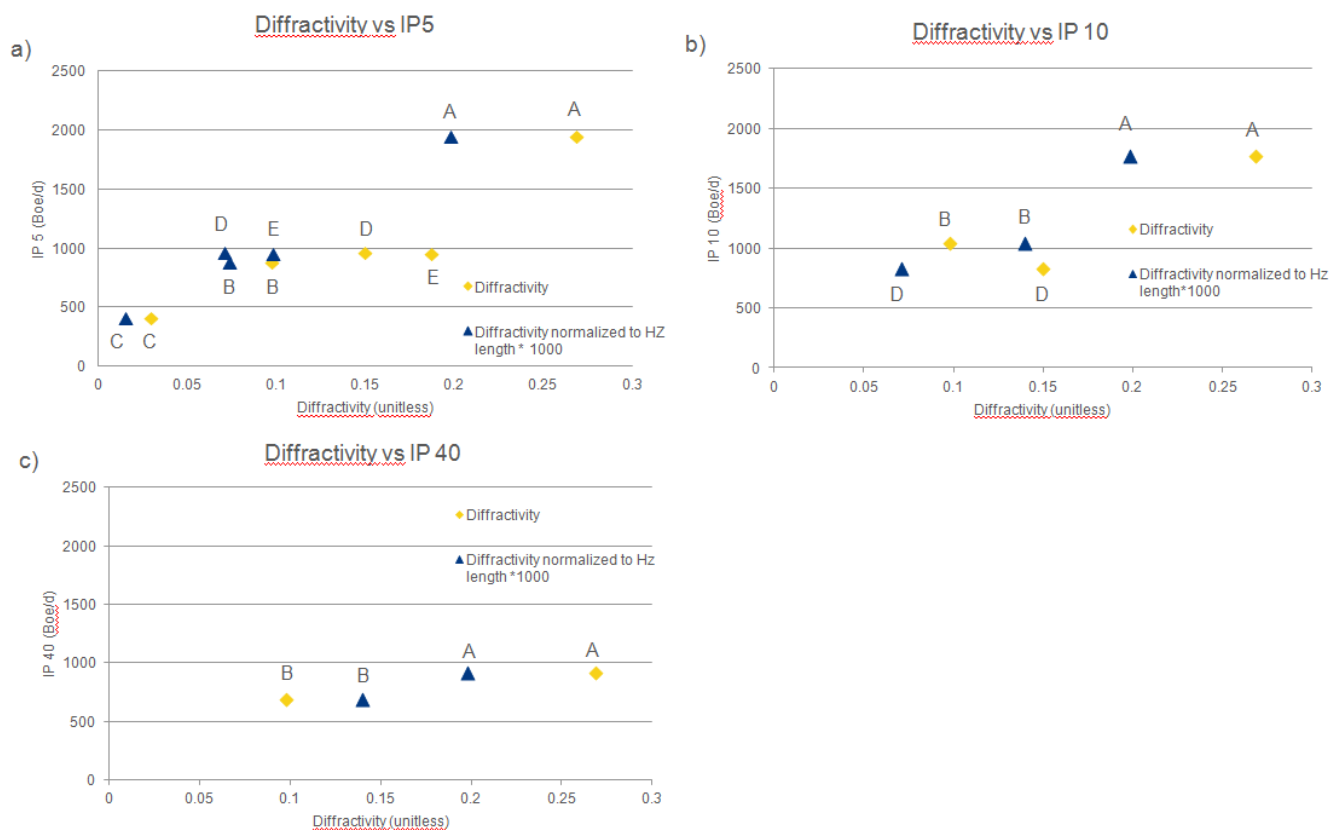 Diffractivity vs IP5
a)
2500
2000
1500
1000
500
0
IP 5 (Boe/d)
A
A
D
E
D
B
B
E
C
C
Diffractivity
Diffractivity normalized to HZ
length * 1000
0
0.05
0.1
0.15
0.2
0.25
0.3
Diffractivity (unitless)
Diffractivity vs IP 10
b)
2500
2000
1500
1000
500
0
IP 10 (Boe/d)
A
A
B
B
D
D
Diffractivity
Diffractivity normalized to Hz
length*1000
0
0.05
0.1
0.15
0.2
0.25
0.3
Diffractivity (unitless)
Diffractivity vs IP 40
c)
2500
2000
1500
1000
500
0
IP 40 (Boe/d)
Diffractivity
Diffractivity normalized to Hz
length *1000
B
B
A
A
0
0.05
0.1
0.15
0.2
0.25
0.3
Diffractivity (unitless)